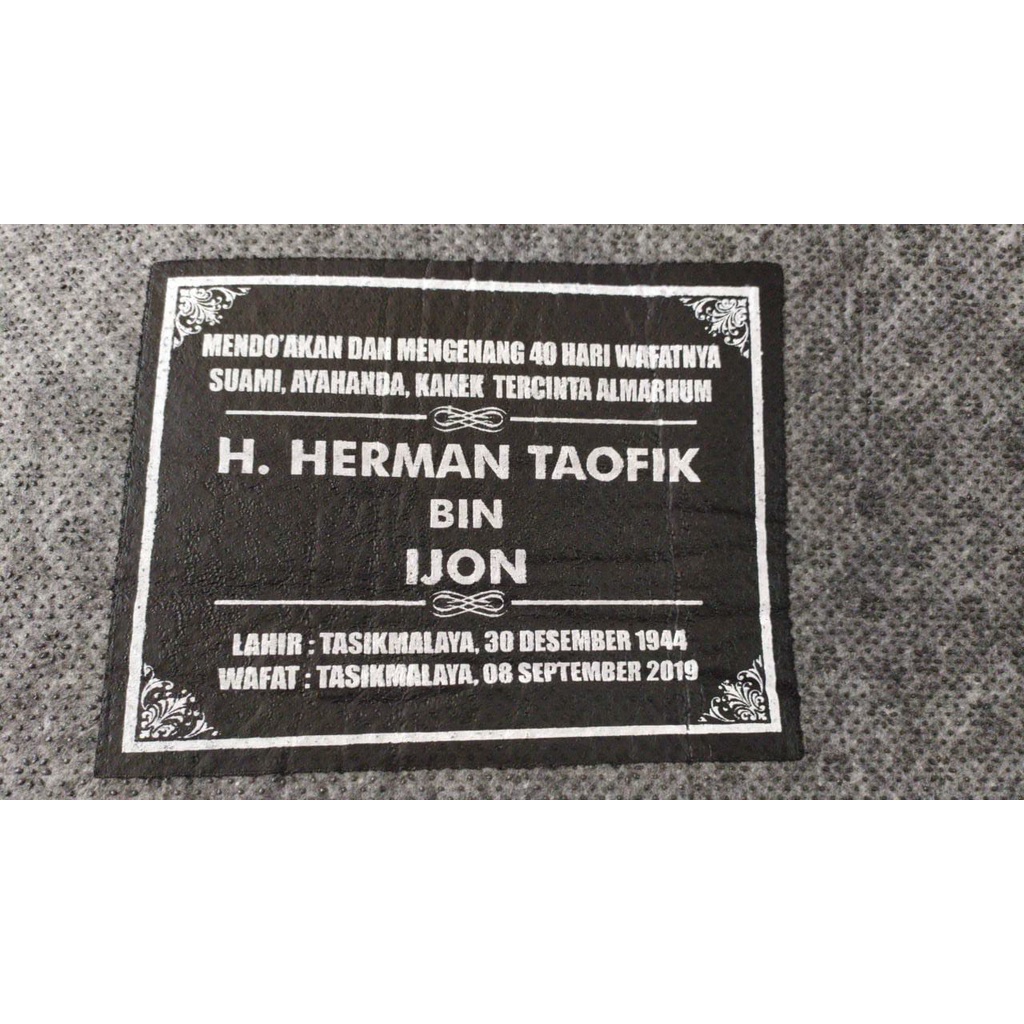 MENDO'AKAN DAN MENGENANG 40 HARI WAFATNYA
SUAMI, AYAHANDA, KAKEK TERCINTA ALMARHUM
H. HERMAN TAOFIK
BIN
IJON
LAHIR : TASIKMALAYA, 30 DESEMBER 1944
WAFAT : TASIKMALAYA, 08 SEPTEMBER 2019